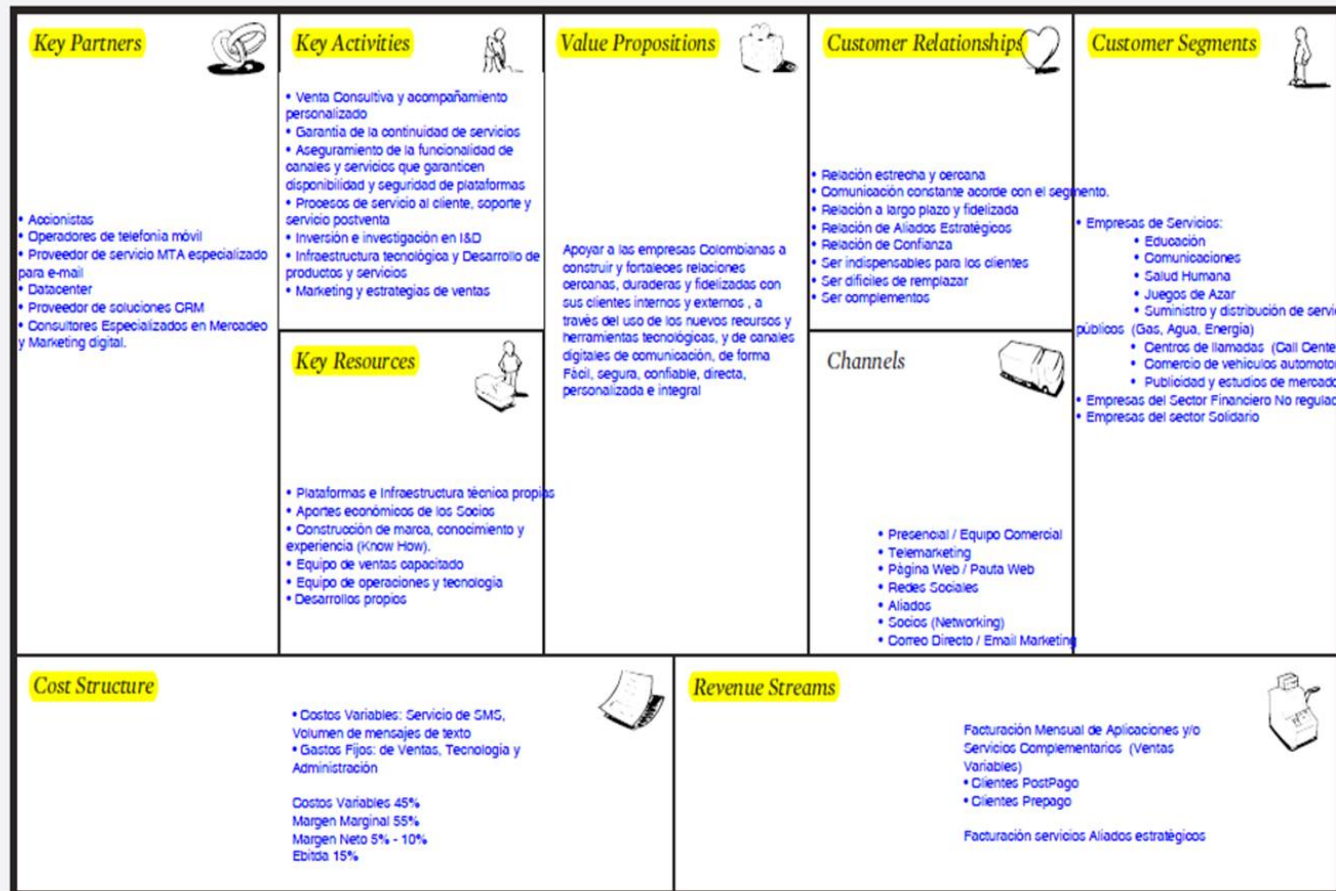 Key Partners
• Accionistas
• Operadores de telefonía móvil
• Proveedor de servicio MTA especializado
para e-mail
• Datacenter
• Proveedor de soluciones CRM
• Consultores Especializados en Mercadeo
y Marketing digital.
Key Activities
• Venta Consultiva y acompañamiento
personalizado
• Garantía de la continuidad de servicios
• Aseguramiento de la funcionalidad de
canales y servicios que garanticen
disponibilidad y seguridad de plataformas
• Procesos de servicio al cliente, soporte y
servicio postventa
• Inversión e investigación en I&D
• Infraestructura tecnológica y Desarrollo de
productos y servicios
• Marketing y estrategias de ventas
Key Resources
• Plataformas e Infraestructura técnica propias
• Aportes económicos de los Socios
• Construcción de marca, conocimiento y
experiencia (Know How).
• Equipo de ventas capacitado
• Equipo de operaciones y tecnología
• Desarrollos propios
Value Propositions
Apoyar a las empresas Colombianas a
construir y fortaleces relaciones
cercanas, duraderas y fidelizadas con
sus clientes internos y externos , a
través del uso de los nuevos recursos y
herramientas tecnológicas, y de canales
digitales de comunicación, de forma
Fácil, segura, confiable, directa,
personalizada e integral
Customer Relationships
• Relación estrecha y cercana
• Comunicación constante acorde con el segmento.
• Relación a largo plazo y fidelizada
• Relación de Aliados Estratégicos
• Relación de Confianza
• Ser indispensables para los clientes
• Ser difíciles de remplazar
• Ser complementos
Channels
• Presencial / Equipo Comercial
• Telemarketing
• Página Web / Pauta Web
• Redes Sociales
• Aliados
• Socios (Networking)
• Correo Directo / Email Marketing
Customer Segments
• Empresas de Servicios:
• Educación
• Comunicaciones
• Salud Humana
• Juegos de Azar
• Suministro y distribución de servic
públicos (Gas, Agua, Energía)
• Centros de llamadas (Call Cente
• Comercio de vehículos automotor
• Publicidad y estudios de mercado
• Empresas del Sector Financiero No regulad
• Empresas del sector Solidario
Cost Structure
• Costos Variables: Servicio de SMS,
Volumen de mensajes de texto
• Gastos Fijos: de Ventas, Tecnología y
Administración
Costos Variables 45%
Margen Marginal 55%
Margen Neto 5% - 10%
Ebitda 15%
Revenue Streams
Facturación Mensual de Aplicaciones y/o
Servicios Complementarios (Ventas
Variables)
• Clientes PostPago
• Clientes Prepago
Facturación servicios Aliados estratégicos